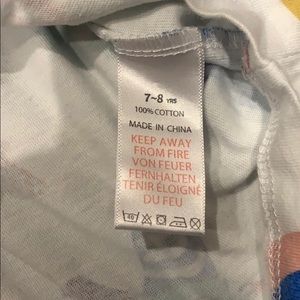 7-8 YRS
100% COTTON
MADE IN CHINA
KEEP AWAY
FROM FIRE
VON FEUER
FERNHALTEN
TENIR ÉLOIGNÉ
DU FEU
40